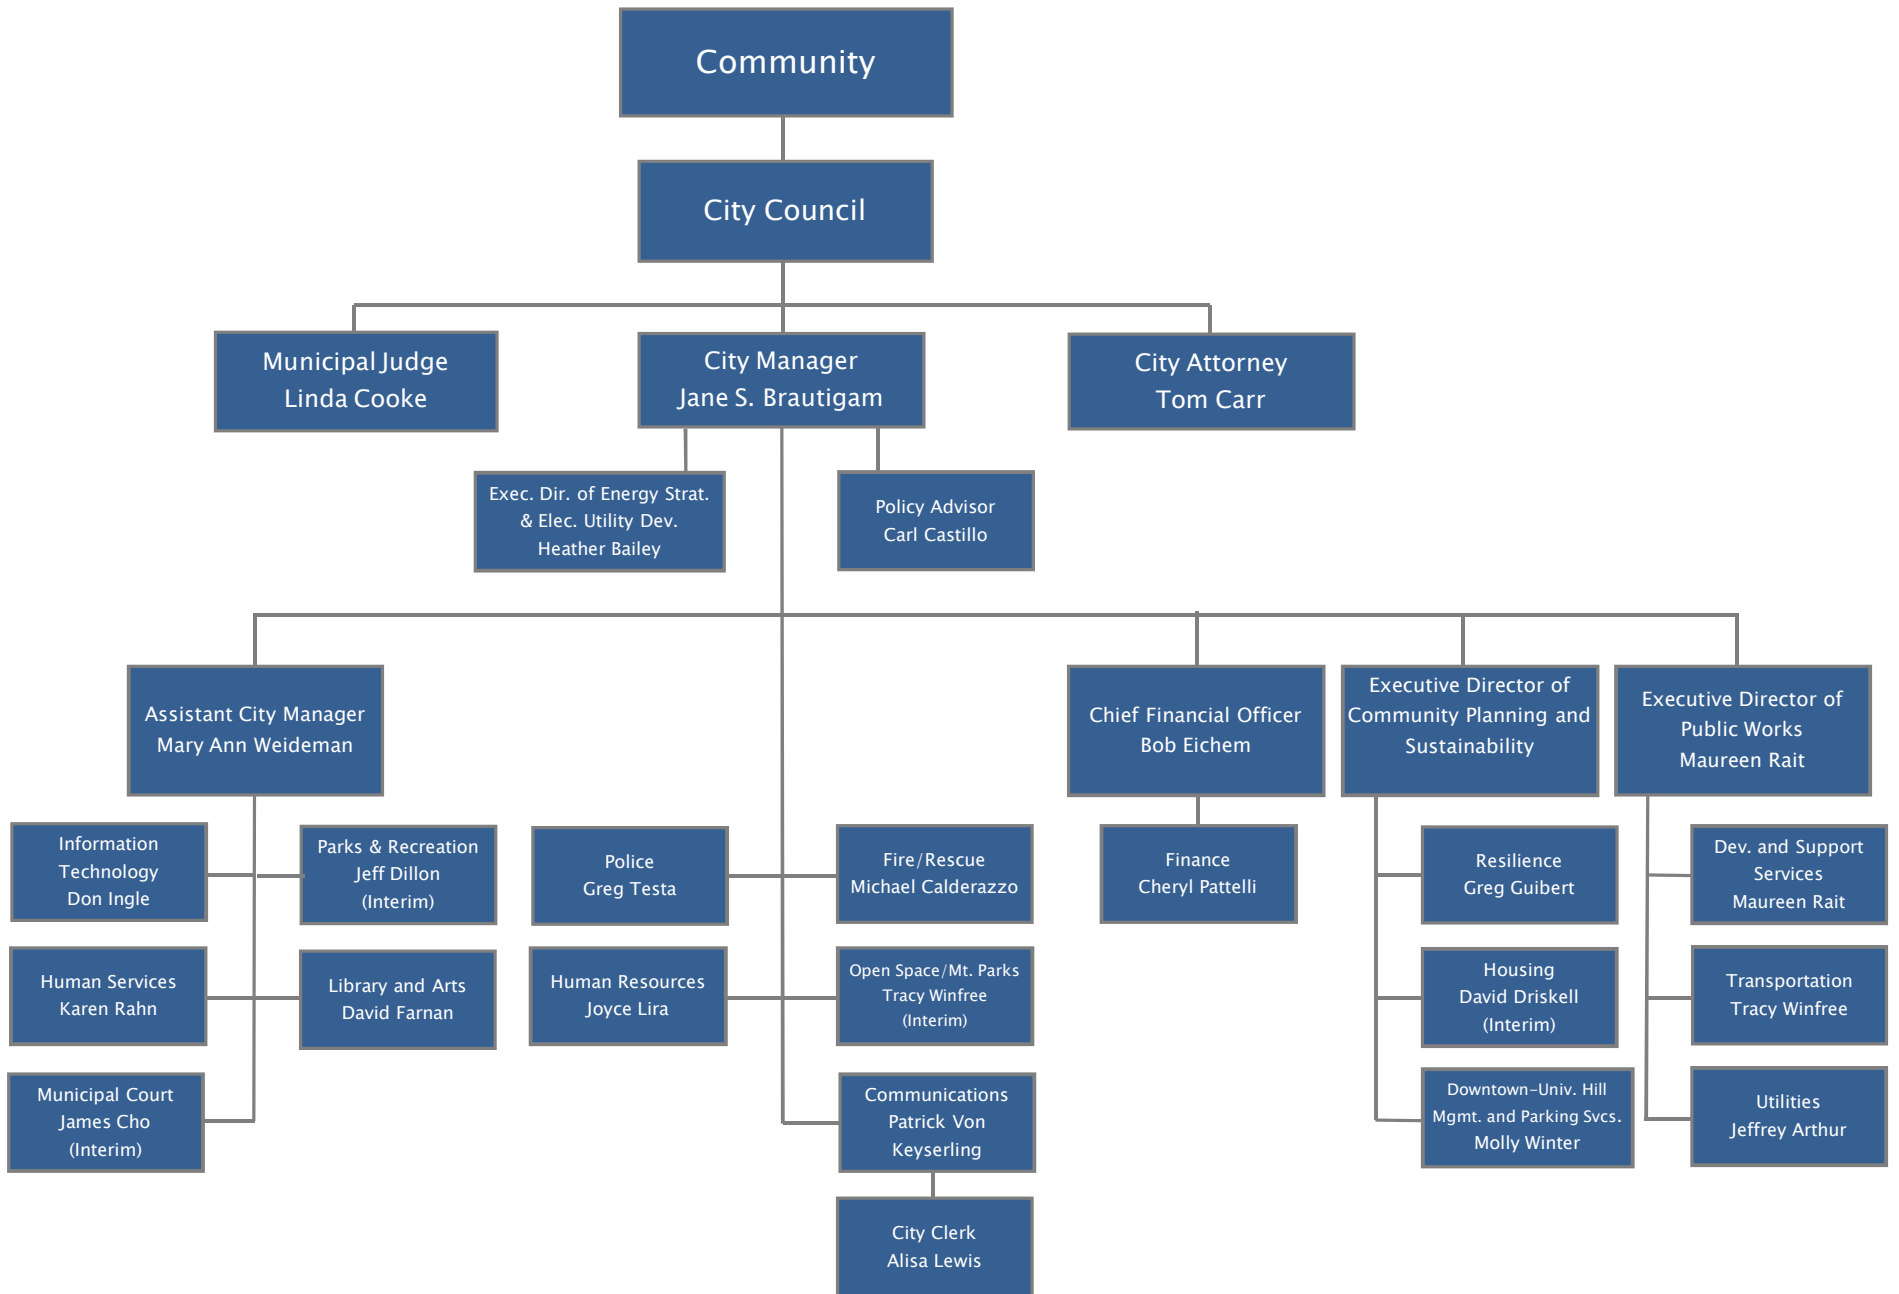 Community
City Council
Municipal Judge
Linda Cooke
City Manager
Jane S. Brautigam
City Attorney
Tom Carr
Exec. Dir. of Energy Strat.
& Elec. Utility Dev.
Heather Bailey
Policy Advisor
Carl Castillo
Assistant City Manager
Mary Ann Weideman
Chief Financial Officer
Bob Eichem
Executive Director of
Community Planning and
Sustainability
Executive Director of
Public Works
Maureen Rait
Information
Technology
Don Ingle
Parks & Recreation
Jeff Dillon
(Interim)
Police
Greg Testa
Fire/Rescue
Michael Calderazzo
Finance
Cheryl Pattelli
Resilience
Greg Guibert
Dev. and Support
Services
Maureen Rait
Human Services
Karen Rahn
Library and Arts
David Farnan
Human Resources
Joyce Lira
Open Space/Mt. Parks
Tracy Winfree
(Interim)
Housing
David Driskell
(Interim)
Transportation
Tracy Winfree
Municipal Court
James Cho
(Interim)
Communications
Patrick Von
Keyserling
Downtown-Univ. Hill
Mgmt. and Parking Svcs.
Molly Winter
Utilities
Jeffrey Arthur
City Clerk
Alisa Lewis